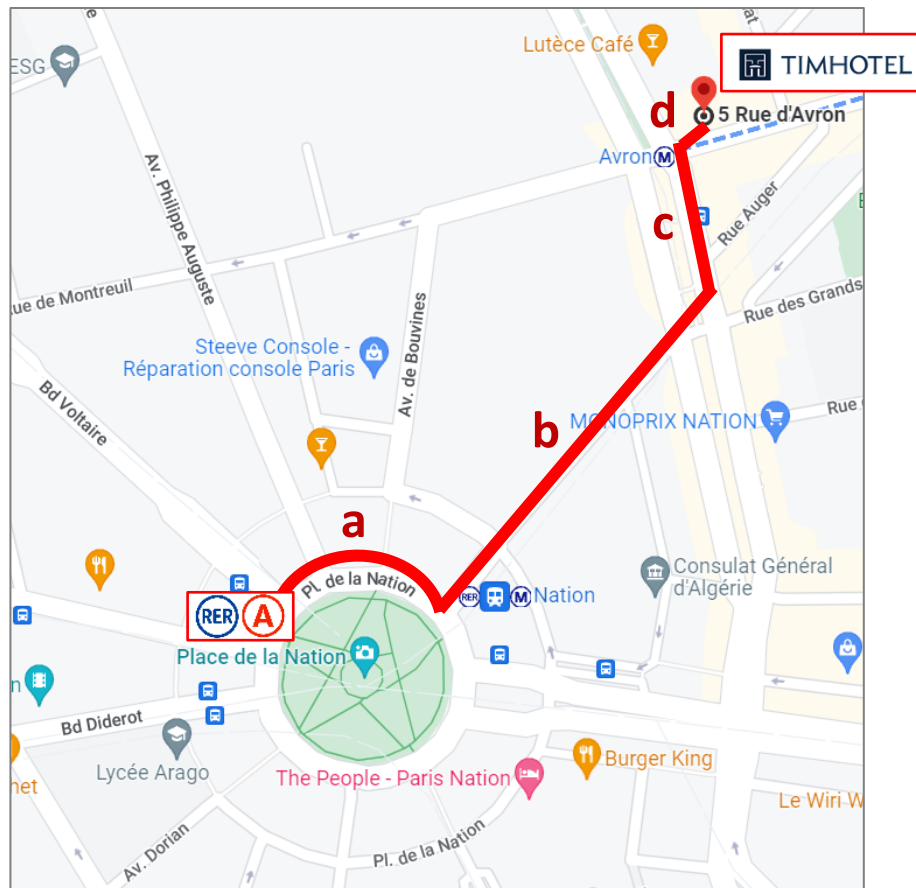 Lutèce Café
TIMHOTEL
ESG
d
5 Rue d'Avron
Avron M
Av. Philippe Auguste
c
Rue Auger
ue de Montreuil
Rue des Grands
Av. de Bouvines
Steeve Console -
Réparation console Paris
Bd Voltaire
MONOPRIX NATION
Rue
b
a
Consulat Général
d'Algérie
Pl. de la Nation
RER M Nation
RER A
Place de la Nation
Bd Diderot
Lycée Arago
The People - Paris Nation
Burger King
net
Le Wiri W
Av. Dorian
Pl. de la Nation